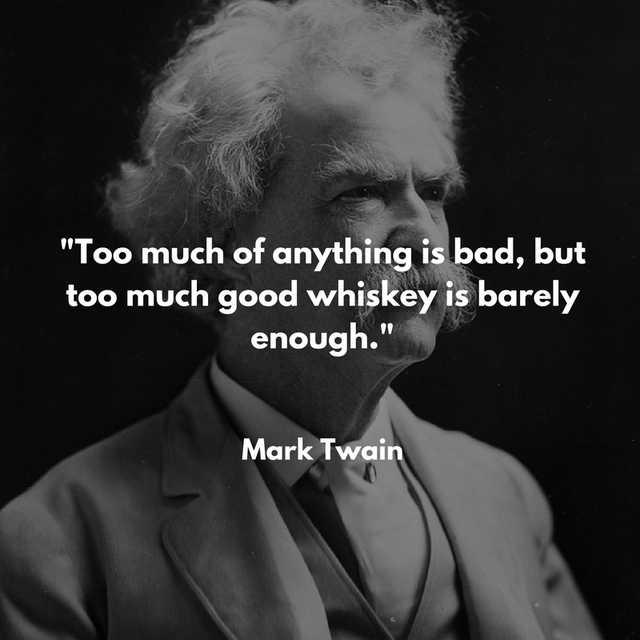 "Too much of anything is bad, but
too much good whiskey is barely
enough."
Mark Twain